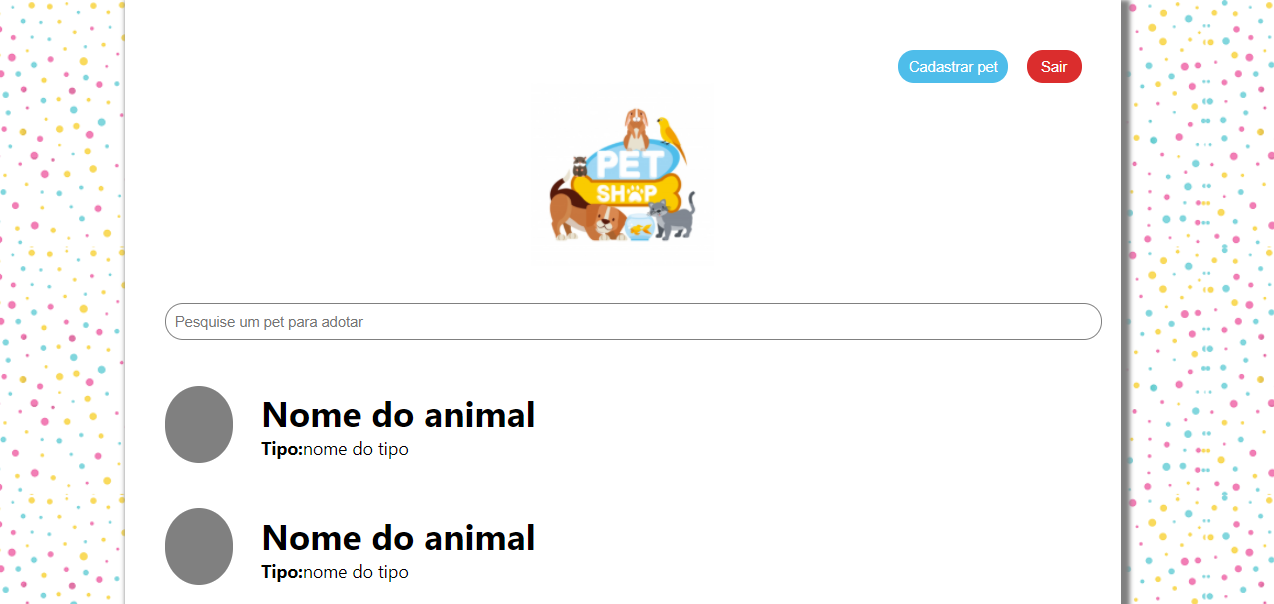 Cadastrar pet
Sair
PET
SHOP
Pesquise um pet para adotar
Nome do animal
Tipo:nome do tipo
Nome do animal
Tipo:nome do tipo